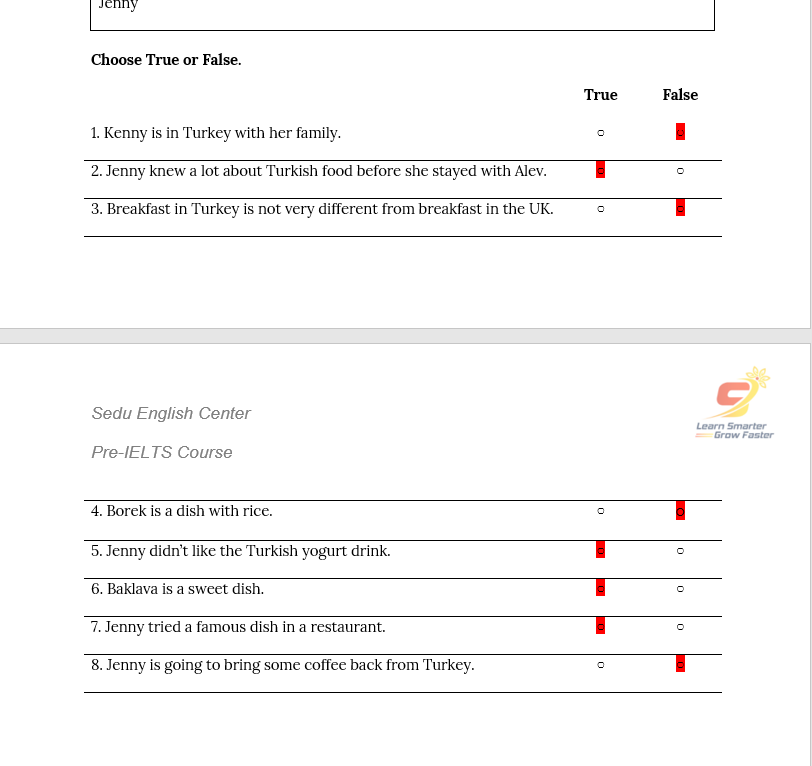 Jenny
Choose True or False.
True False
1. Kenny is in Turkey with her family. ○ ○
2. Jenny knew a lot about Turkish food before she stayed with Alev. ○ ○
3. Breakfast in Turkey is not very different from breakfast in the UK. ○ ○
Sedu English Center
Pre-IELTS Course
Learn Smarter
Grow Faster
4. Borek is a dish with rice. ○ ○
5. Jenny didn’t like the Turkish yogurt drink. ○ ○
6. Baklava is a sweet dish. ○ ○
7. Jenny tried a famous dish in a restaurant. ○ ○
8. Jenny is going to bring some coffee back from Turkey. ○ ○